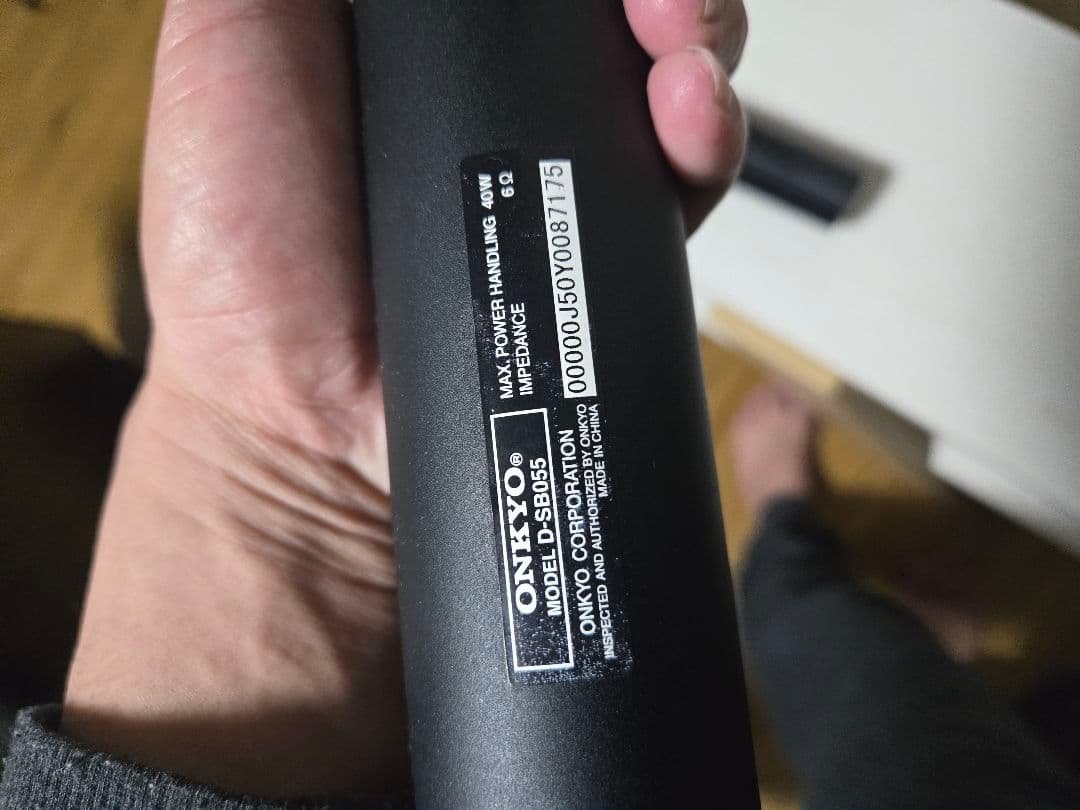 ONKYO®
MODEL D-SB055
MAX. POWER HANDLING 40W
IMPEDANCE 6Ω
ONKYO CORPORATION
INSPECTED AND AUTHORIZED BY ONKYO
MADE IN CHINA
00000J50Y0087175